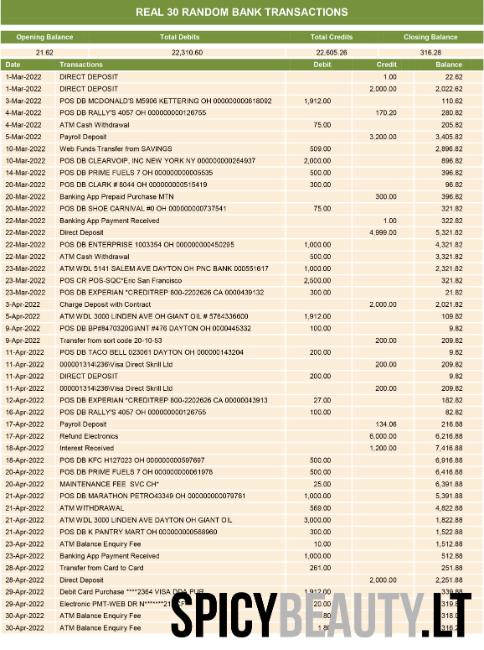 REAL 30 RANDOM BANK TRANSACTIONS
Opening Balance Total Debits Total Credits Closing Balance
21.62 22,310.60 22,605.26 316.28
Date Transactions Debit Credit Balance
1-Mar-2022 DIRECT DEPOSIT 1.00 22.62
1-Mar-2022 DIRECT DEPOSIT 2,000.00 2,022.62
3-Mar-2022 POS DB MCDONALD'S M5906 KETTERING OH 000000000618092 1,912.00 110.62
4-Mar-2022 POS DB RALLY'S 4057 OH 0000000000126755 170.20 280.82
4-Mar-2022 ATM Cash Withdrawal 75.00 205.82
5-Mar-2022 Payroll Deposit 3,200.00 3,405.82
10-Mar-2022 Web Funds Transfer from SAVINGS 509.00 2,896.82
10-Mar-2022 POS DB CLEARVOIP, INC NEW YORK NY 0000000000264937 2,000.00 896.82
14-Mar-2022 POS DB PRIME FUELS 7 OH 0000000000005535 500.00 396.82
20-Mar-2022 POS DB CLARK # 8044 OH 0000000000515419 300.00 96.82
20-Mar-2022 Banking App Prepaid Purchase MTN 300.00 396.82
20-Mar-2022 POS DB SHOE CARNIVAL #0 OH 0000000000737541 75.00 321.82
22-Mar-2022 Banking App Payment Received 1.00 322.82
22-Mar-2022 Direct Deposit 4,999.00 5,321.82
22-Mar-2022 POS DB ENTERPRISE 1003354 OH 0000000000450295 1,000.00 4,321.82
22-Mar-2022 ATM Cash Withdrawal 500.00 3,321.82
23-Mar-2022 ATM WDL 5141 SALEM AVE DAYTON OH PNC BANK 000551617 1,000.00 2,321.82
23-Mar-2022 POS CR POS-SQC*Eric San Francisco 2,500.00 321.82
23-Mar-2022 POS DB EXPERIAN *CREDITREP 800-2202626 CA 0000439132 300.00 21.82
3-Apr-2022 Charge Deposit with Contract 2,000.00 2,021.82
5-Apr-2022 ATM WDL 3000 LINDEN AVE OH GIANT OIL # 5764336600 1,912.00 109.82
9-Apr-2022 POS DB BP#8470320GIANT #476 DAYTON OH 0000445332 100.00 9.82
9-Apr-2022 Transfer from sort code 20-10-53 200.00 209.82
11-Apr-2022 POS DB TACO BELL 023061 DAYTON OH 000000143204 200.00 9.82
11-Apr-2022 000001314\236\Visa Direct Skrill Ltd 200.00 209.82
11-Apr-2022 DIRECT DEPOSIT 200.00 9.82
11-Apr-2022 000001314\236\Visa Direct Skrill Ltd 200.00 209.82
12-Apr-2022 POS DB EXPERIAN *CREDITREP 800-2202626 CA 00000043913 27.00 182.82
16-Apr-2022 POS DB RALLY'S 4057 OH 0000000000126755 100.00 82.82
17-Apr-2022 Payroll Deposit 134.06 216.88
17-Apr-2022 Refund Electronics 6,000.00 6,216.88
18-Apr-2022 Interest Received 1,200.00 7,416.88
18-Apr-2022 POS DB KFC H127023 OH 0000000000597697 500.00 6,916.88
20-Apr-2022 POS DB PRIME FUELS 7 OH 0000000000061978 500.00 6,416.88
20-Apr-2022 MAINTENANCE FEE SVC CH* 25.00 6,391.88
21-Apr-2022 POS DB MARATHON PETRO43349 OH 0000000000079781 1,000.00 5,391.88
21-Apr-2022 ATM WITHDRAWAL 569.00 4,822.88
21-Apr-2022 ATM WDL 3000 LINDEN AVE DAYTON OH GIANT OIL 3,000.00 1,822.88
21-Apr-2022 POS DB K PANTRY MART OH 0000000000588960 300.00 1,522.88
23-Apr-2022 ATM Balance Enquiry Fee 10.00 1,512.88
23-Apr-2022 Banking App Payment Received 1,000.00 512.88
28-Apr-2022 Transfer from Card to Card 261.00 251.88
28-Apr-2022 Direct Deposit 2,000.00 2,251.88
29-Apr-2022 Debit Card Purchase ****2364 VISA DDA PUR 1,912.00
29-Apr-2022 Electronic PMT-WEB DR 20.00
30-Apr-2022 ATM Balance Enquiry Fee
30-Apr-2022 ATM Balance Enquiry Fee
SPICYBEAUTY.LT